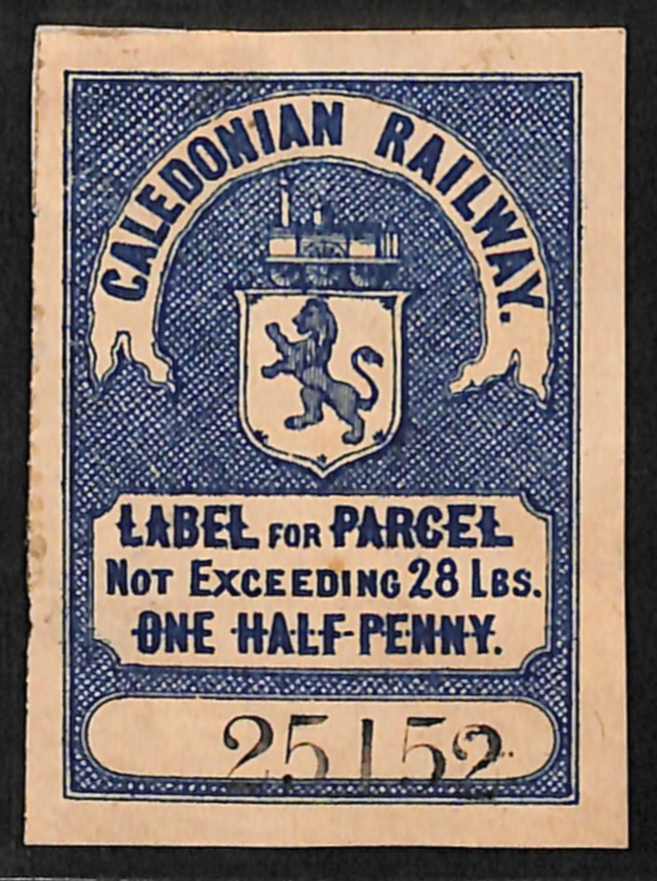 CALEDONIAN RAILWAY.
LABEL FOR PARCEL
NOT EXCEEDING 28 LBS.
ONE HALF-PENNY.
25152